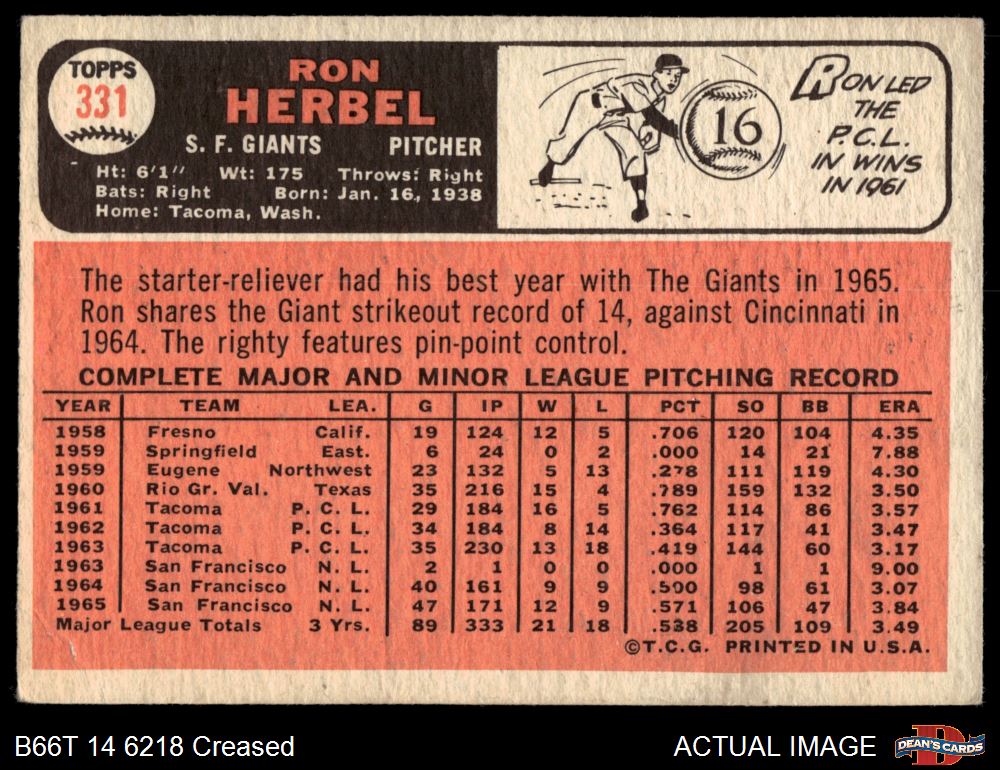 TOPPS
331
RON
HERBEL
S. F. GIANTS PITCHER
Ht: 6'1" Wt: 175 Throws: Right
Bats: Right Born: Jan. 16, 1938
Home: Tacoma, Wash.
16
RON LED
THE
P.C.L.
IN WINS
IN 1961
The starter-reliever had his best year with The Giants in 1965.
Ron shares the Giant strikeout record of 14, against Cincinnati in
1964. The righty features pin-point control.
COMPLETE MAJOR AND MINOR LEAGUE PITCHING RECORD
YEAR TEAM LEA. G IP W L PCT SO BB ERA
1958 Fresno Calif. 19 124 12 5 .706 120 104 4.35
1959 Springfield East. 6 24 0 2 .000 14 21 7.88
1959 Eugene Northwest 23 132 5 13 .278 111 119 4.30
1960 Rio Gr. Val. Texas 35 216 15 4 .789 159 132 3.50
1961 Tacoma P. C. L. 29 184 16 5 .762 114 86 3.57
1962 Tacoma P. C. L. 34 184 8 14 .364 117 41 3.47
1963 Tacoma P. C. L. 35 230 13 18 .419 144 60 3.17
1963 San Francisco N. L. 2 1 0 0 .000 1 1 9.00
1964 San Francisco N. L. 40 161 9 9 .500 98 61 3.07
1965 San Francisco N. L. 47 171 12 9 .571 106 47 3.84
Major League Totals 3 Yrs. 89 333 21 18 .538 205 109 3.49
©T.C.G. PRINTED IN U.S.A.
B66T 14 6218 Creased
ACTUAL IMAGE
DEAN'S CARDS